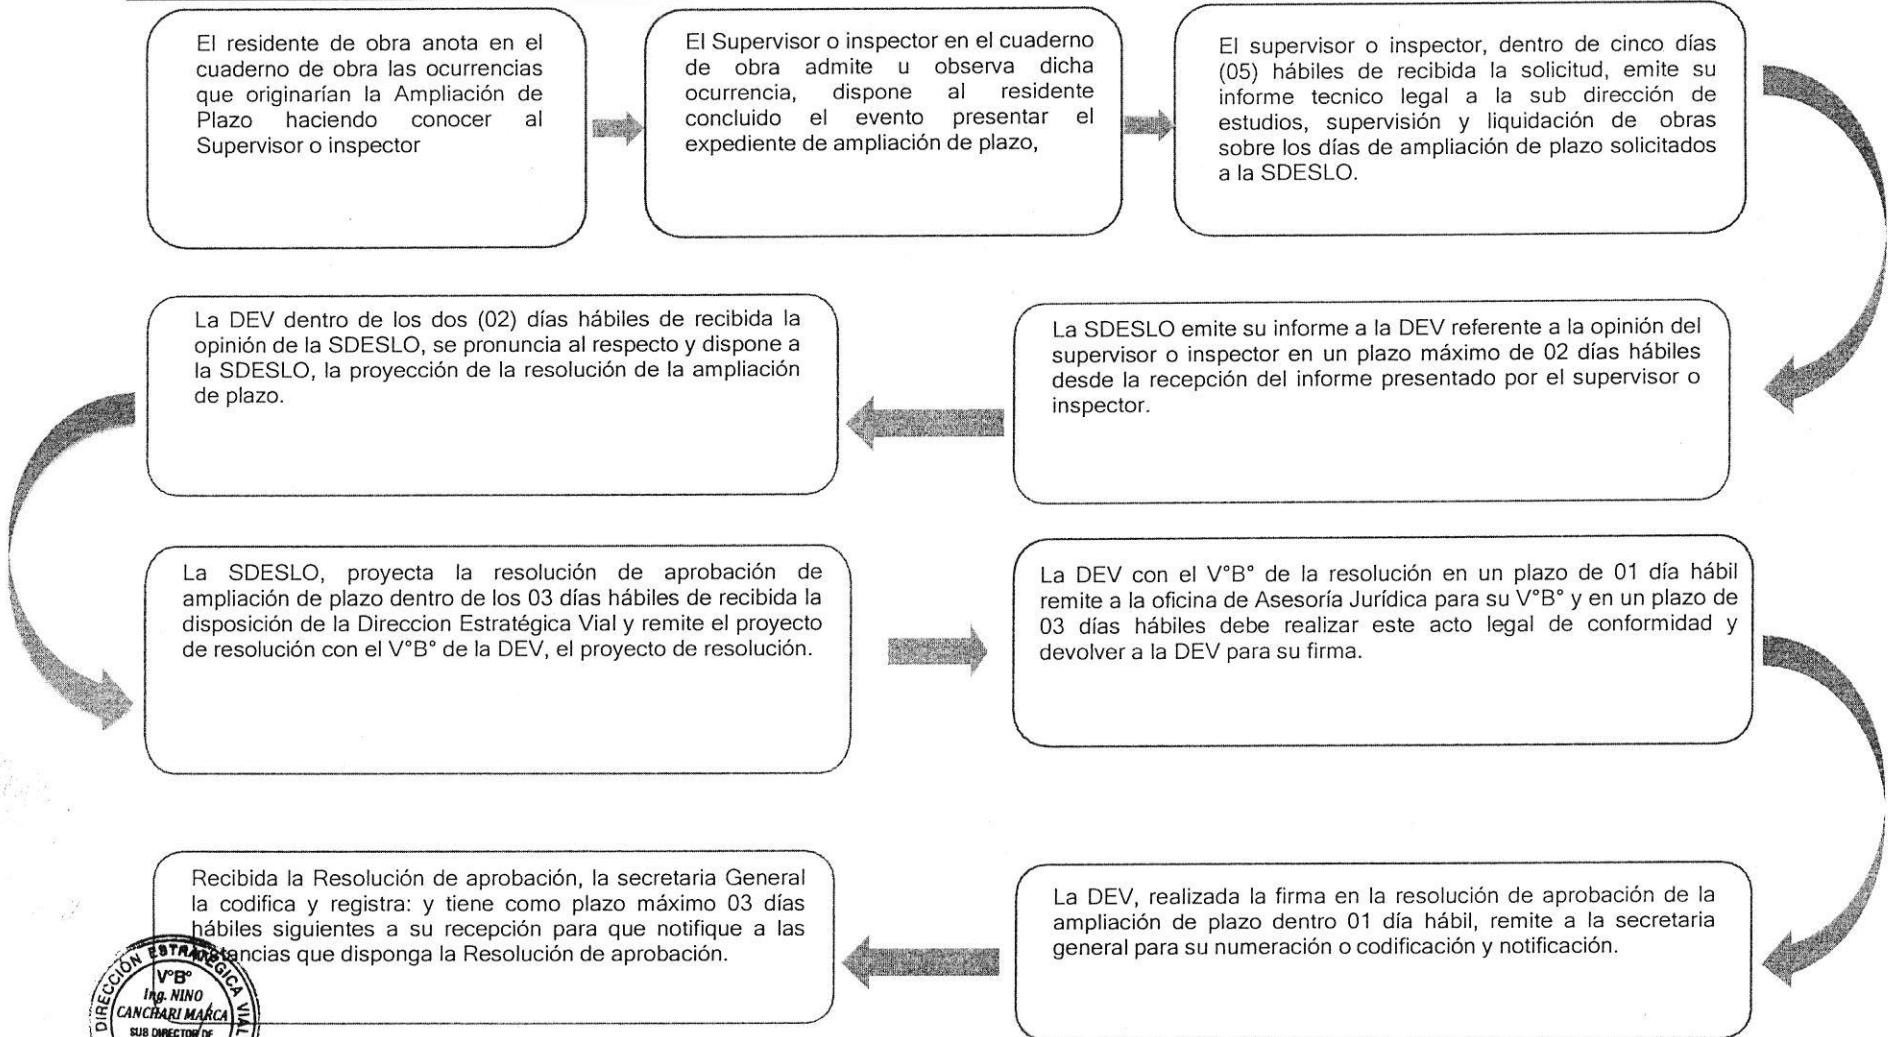 El residente de obra anota en el
cuaderno de obra las ocurrencias
que originarían la Ampliación de
Plazo haciendo conocer al
Supervisor o inspector
El Supervisor o inspector en el cuaderno
de obra admite u observa dicha
ocurrencia, dispone al residente
concluido el evento presentar el
expediente de ampliación de plazo,
El supervisor o inspector, dentro de cinco días
(05) hábiles de recibida la solicitud, emite su
informe tecnico legal a la sub dirección de
estudios, supervisión y liquidación de obras
sobre los días de ampliación de plazo solicitados
a la SDESLO.
La SDESLO emite su informe a la DEV referente a la opinión del
supervisor o inspector en un plazo máximo de 02 días hábiles
desde la recepción del informe presentado por el supervisor o
inspector.
La DEV dentro de los dos (02) días hábiles de recibida la
opinión de la SDESLO, se pronuncia al respecto y dispone a
la SDESLO, la proyección de la resolución de la ampliación
de plazo.
La SDESLO, proyecta la resolución de aprobación de
ampliación de plazo dentro de los 03 días hábiles de recibida la
disposición de la Direccion Estratégica Vial y remite el proyecto
de resolución con el V°B° de la DEV, el proyecto de resolución.
La DEV con el V°B° de la resolución en un plazo de 01 día hábil
remite a la oficina de Asesoría Jurídica para su V°B° y en un plazo de
03 días hábiles debe realizar este acto legal de conformidad y
devolver a la DEV para su firma.
La DEV, realizada la firma en la resolución de aprobación de la
ampliación de plazo dentro 01 día hábil, remite a la secretaria
general para su numeración o codificación y notificación.
Recibida la Resolución de aprobación, la secretaria General
la codifica y registra: y tiene como plazo máximo 03 días
hábiles siguientes a su recepción para que notifique a las
instancias que disponga la Resolución de aprobación.
DIRECCIÓN ESTRATÉGICA VIAL
V°B°
Ing. NINO
CANCHARI MARCA
SUB DIRECTOR DE